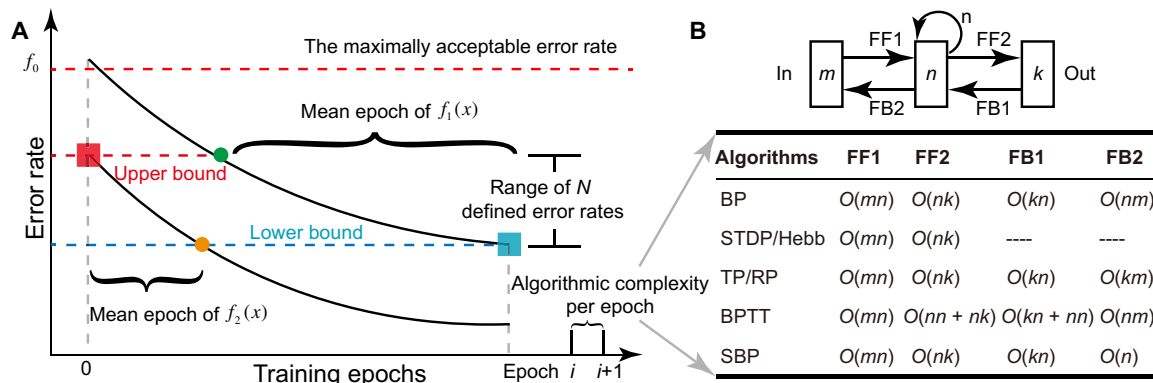 A
f₀
The maximally acceptable error rate
Mean epoch of f₁(x)
Upper bound
Range of N
defined error rates
Lower bound
Mean epoch of f₂(x)
Algorithmic complexity
per epoch
Error rate
0
Training epochs
Epoch i i+1
B
n
FF1 FF2
In m n k Out
FB2 FB1
Algorithms FF1 FF2 FB1 FB2
BP O(mn) O(nk) O(kn) O(nm)
STDP/Hebb O(mn) O(nk) ---- ----
TP/RP O(mn) O(nk) O(kn) O(km)
BPTT O(mn) O(nn + nk) O(kn + nn) O(nm)
SBP O(mn) O(nk) O(kn) O(n)